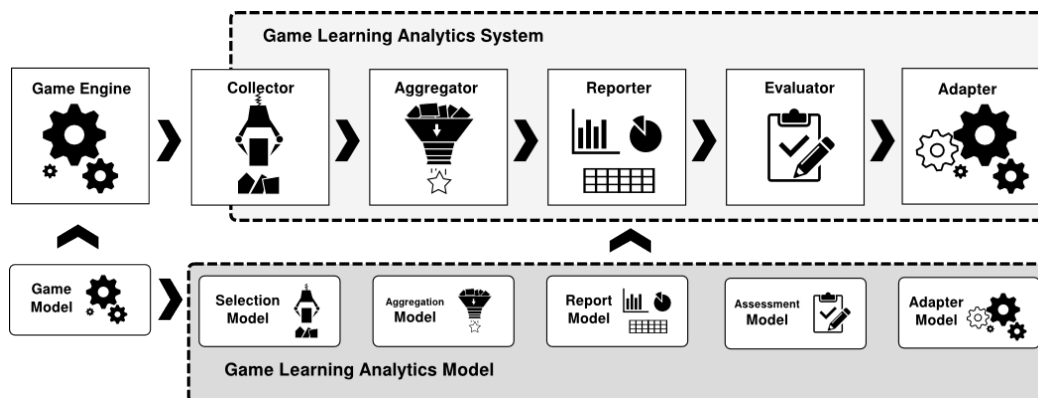 Game Learning Analytics System
Game Engine
Collector
Aggregator
Reporter
Evaluator
Adapter
Game
Model
Selection
Model
Aggregation
Model
Report
Model
Assessment
Model
Adapter
Model
Game Learning Analytics Model